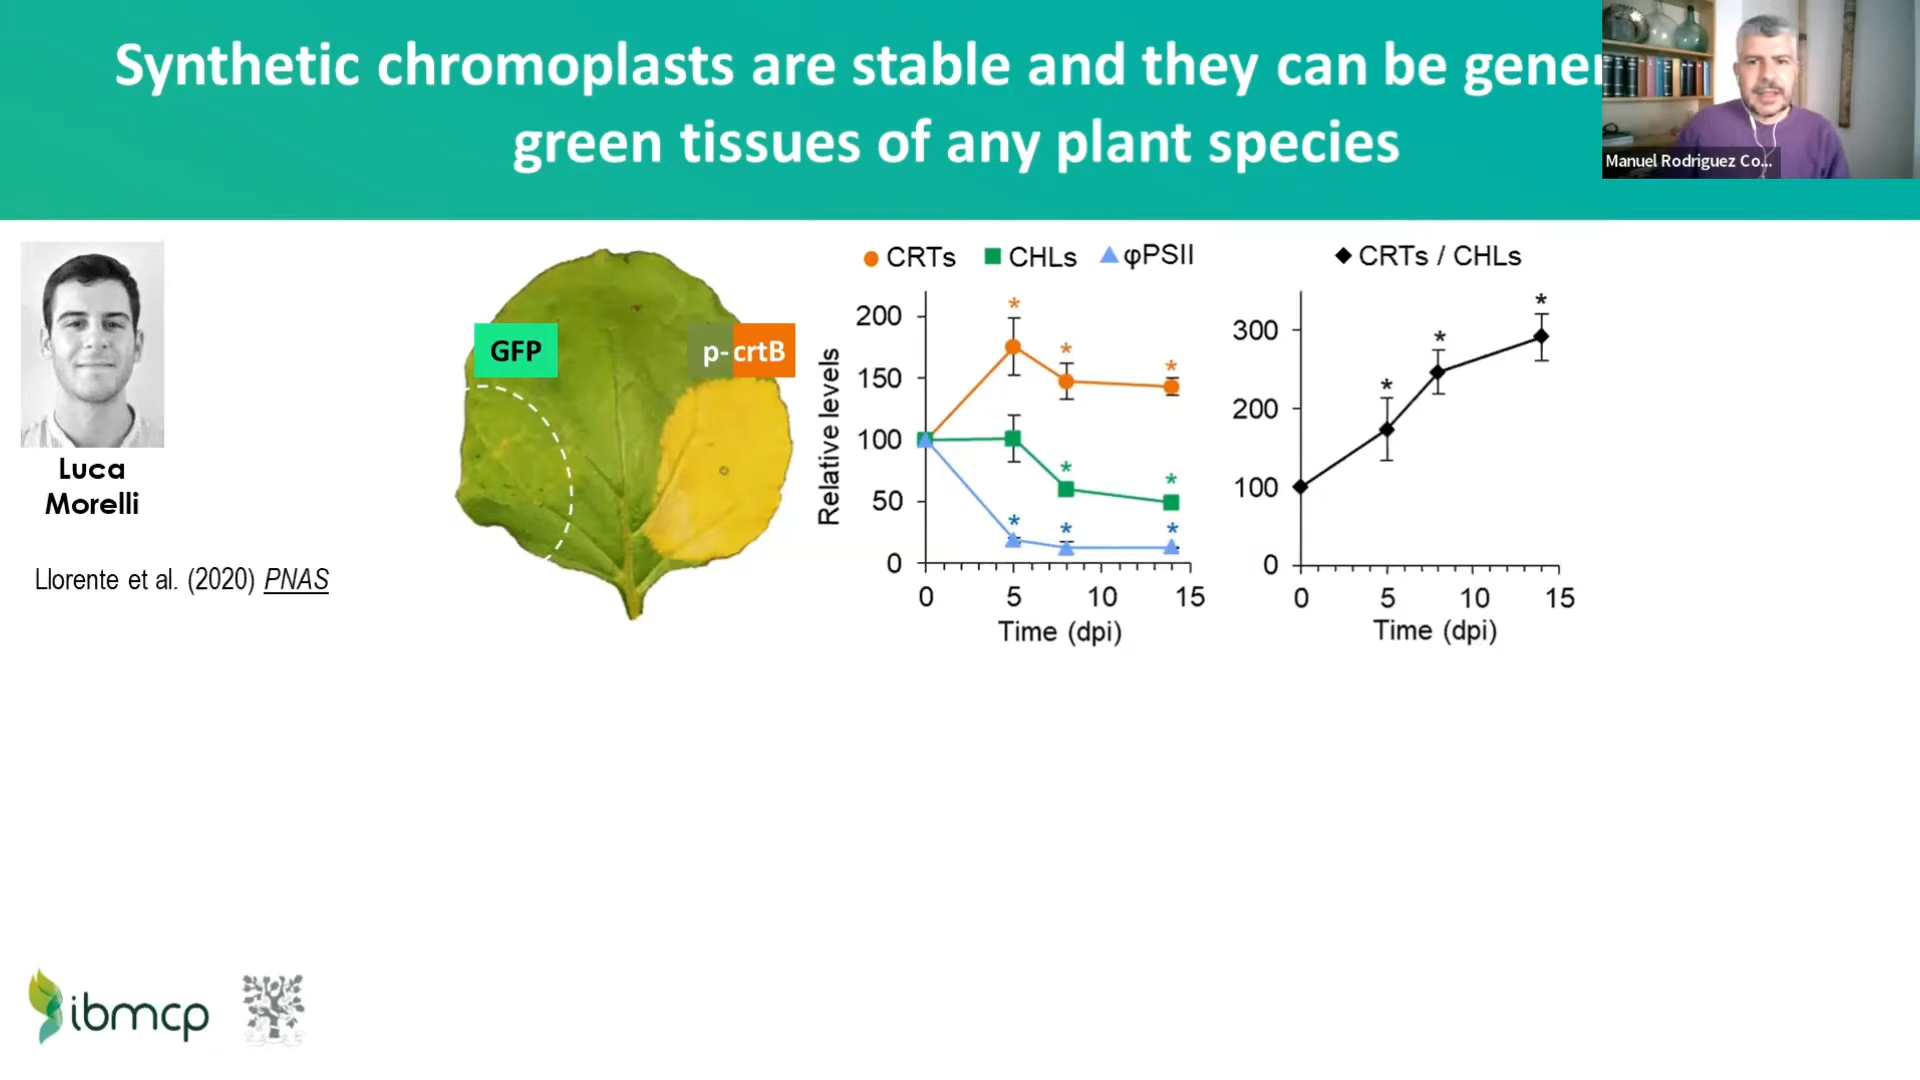 Synthetic chromoplasts are stable and they can be gener
green tissues of any plant species
Manuel Rodriguez Co...
Luca
Morelli
Llorente et al. (2020) PNAS
GFP
p-crtB
CRTs CHLs φPSII
Relative levels
200
150
100
50
0
0 5 10 15
Time (dpi)
CRTs / CHLs
300
200
100
0
0 5 10 15
Time (dpi)
ibmcp